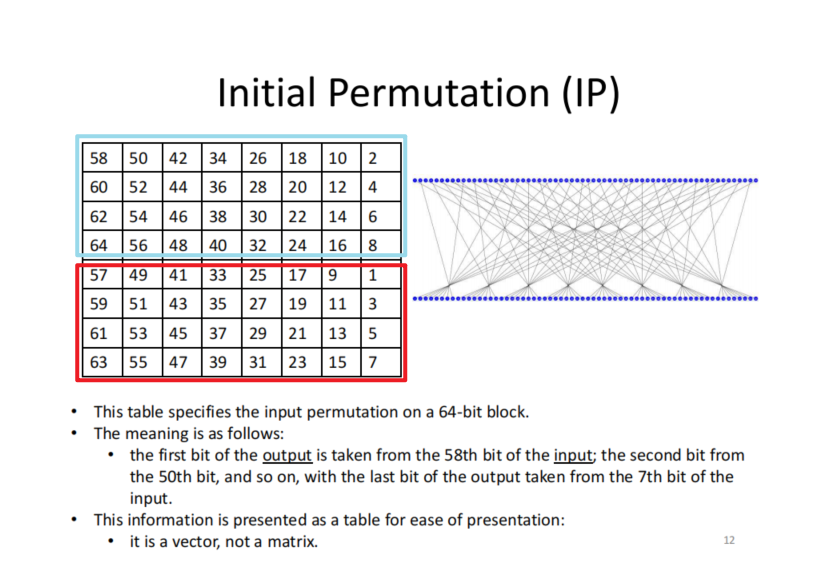 Initial Permutation (IP)
58 50 42 34 26 18 10 2
60 52 44 36 28 20 12 4
62 54 46 38 30 22 14 6
64 56 48 40 32 24 16 8
57 49 41 33 25 17 9 1
59 51 43 35 27 19 11 3
61 53 45 37 29 21 13 5
63 55 47 39 31 23 15 7
• This table specifies the input permutation on a 64-bit block.
• The meaning is as follows:
• the first bit of the output is taken from the 58th bit of the input; the second bit from
the 50th bit, and so on, with the last bit of the output taken from the 7th bit of the
input.
• This information is presented as a table for ease of presentation:
• it is a vector, not a matrix.
12